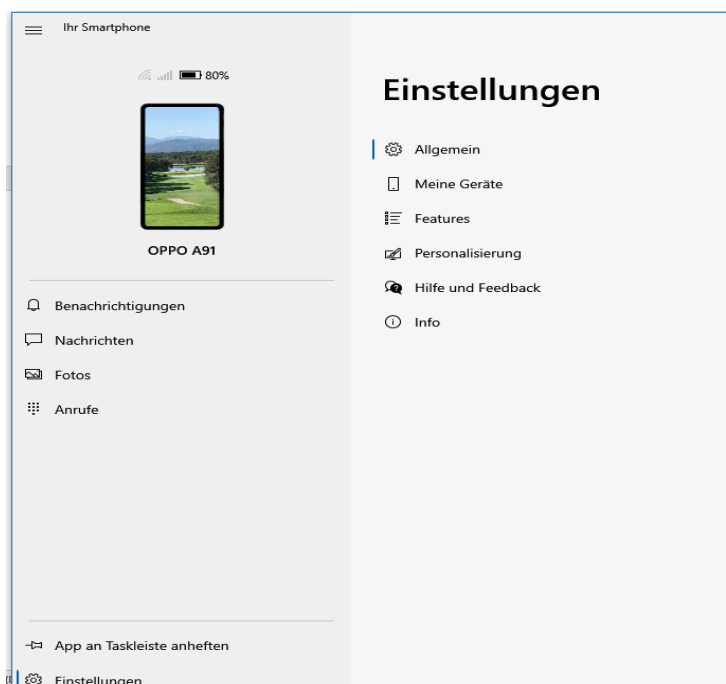 Ihr Smartphone
80%
OPPO A91
Benachrichtigungen
Nachrichten
Fotos
Anrufe
App an Taskleiste anheften
Einstellungen
Einstellungen
Allgemein
Meine Geräte
Features
Personalisierung
Hilfe und Feedback
Info